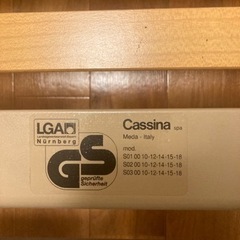 LGA
Nürnberg
GS
geprüfte
Sicherheit
Cassina spa
Meda - Italy
mod.
S01 00 10-12-14-15-18
S02 00 10-12-14-15-18
S03 00 10-12-14-15-18